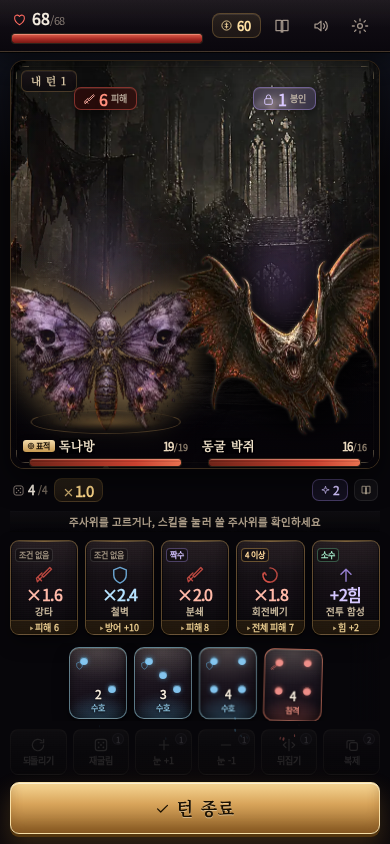 68/68
60
내 턴 1
6 피해
1 봉인
표적 독나방 19/19
동굴 박쥐 16/16
4/4 ×1.0
2
주사위를 고르거나, 스킬을 눌러 쓸 주사위를 확인하세요
조건 없음 조건 없음 짝수 4 이상 소수
×1.6 ×2.4 ×2.0 ×1.8 +2힘
강타 철벽 분쇄 회전베기 전투 함성
▸피해 6 ▸방어 +10 ▸피해 8 ▸전체 피해 7 ▸힘 +2
2 3 4 4
수호 수호 수호 참격
1 1 1 1 2
되돌리기 재굴림 눈 +1 눈 -1 뒤집기 복제
턴 종료